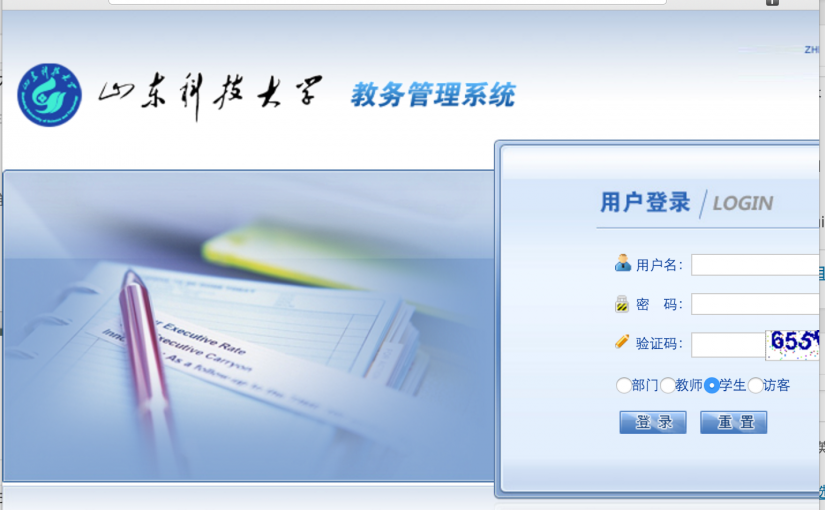 ZH
山东科技大学 教务管理系统
用户登录 / LOGIN
用户名：
密 码：
验证码：
655
部门 教师 学生 访客
登 录 重 置
Executive Rate
Executive Carryon
As a follow-up to the